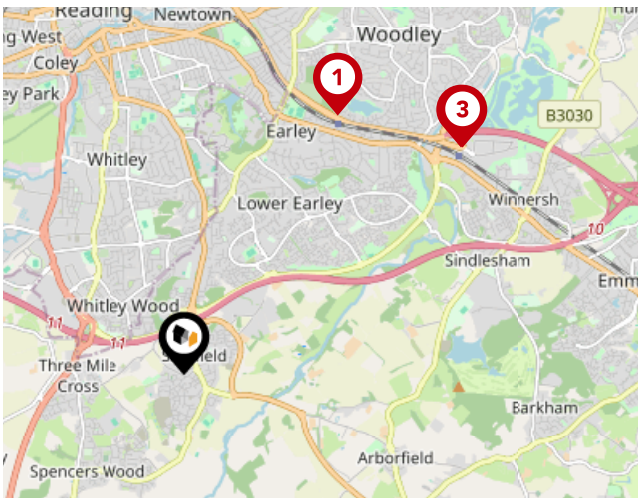 Reading
Newtown
ng West
Woodley
Coley
ey Park
1
3
B3030
Earley
Whitley
Lower Earley
Winnersh
10
Sindlesham
Emm
Whitley Wood
11
11
Three Mile
Cross
Barkham
Arborfield
Spencers Wood